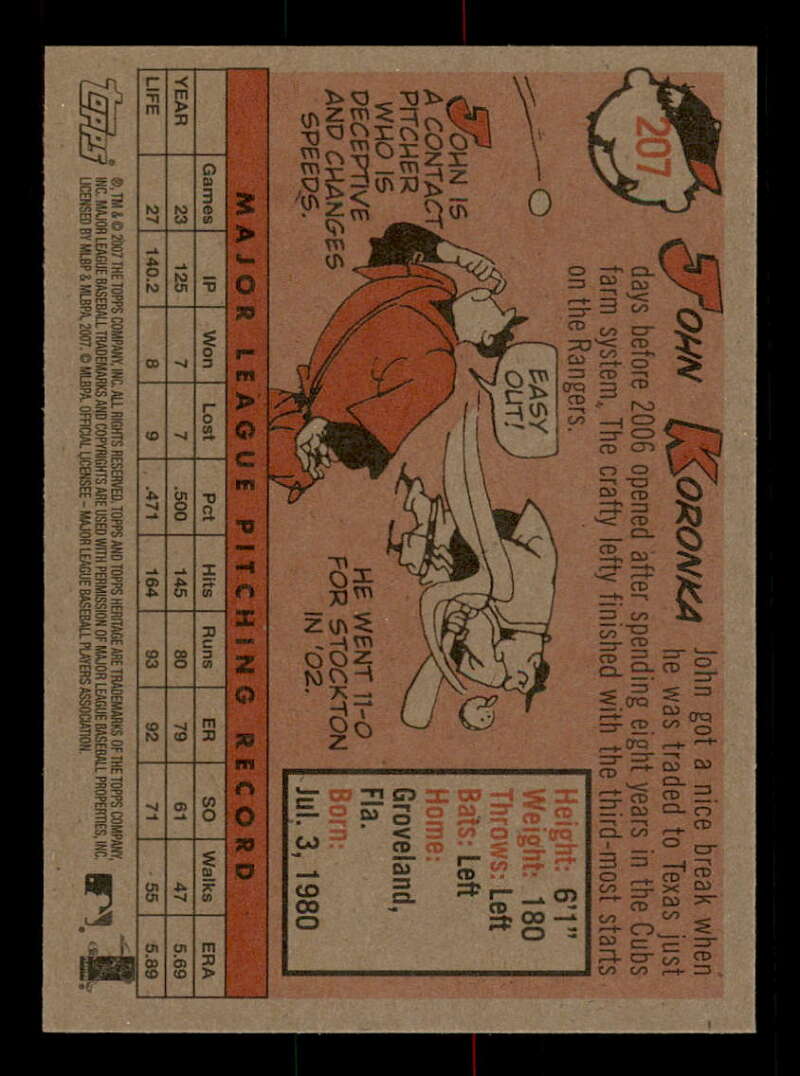 207
JOHN KORONKA
John got a nice break when
he was traded to Texas just
days before 2006 opened after spending eight years in the Cubs
farm system. The crafty lefty finished with the third-most starts
on the Rangers.
JOHN IS
A CONTACT
PITCHER
WHO IS
DECEPTIVE
AND CHANGES
SPEEDS.
EASY
OUT!
HE WENT 11-0
FOR STOCKTON
IN '02.
Height: 6'1"
Weight: 180
Throws: Left
Bats: Left
Home:
Groveland,
Fla.
Born:
Jul. 3, 1980
MAJOR LEAGUE PITCHING RECORD
Games IP Won Lost Pct Hits Runs ER SO Walks ERA
YEAR 23 125 7 7 .500 145 80 79 61 47 5.69
LIFE 27 140.2 8 9 .471 164 93 92 71 55 5.89
TOPPS®
®, TM & © 2007 THE TOPPS COMPANY, INC. ALL RIGHTS RESERVED. TOPPS AND TOPPS HERITAGE ARE TRADEMARKS OF THE TOPPS COMPANY,
INC. MAJOR LEAGUE BASEBALL TRADEMARKS AND COPYRIGHTS ARE USED WITH PERMISSION OF MAJOR LEAGUE BASEBALL PROPERTIES, INC.
LICENSED BY MLBP & MLBPA, 2007. © MLBPA. OFFICIAL LICENSEE – MAJOR LEAGUE BASEBALL PLAYERS ASSOCIATION.